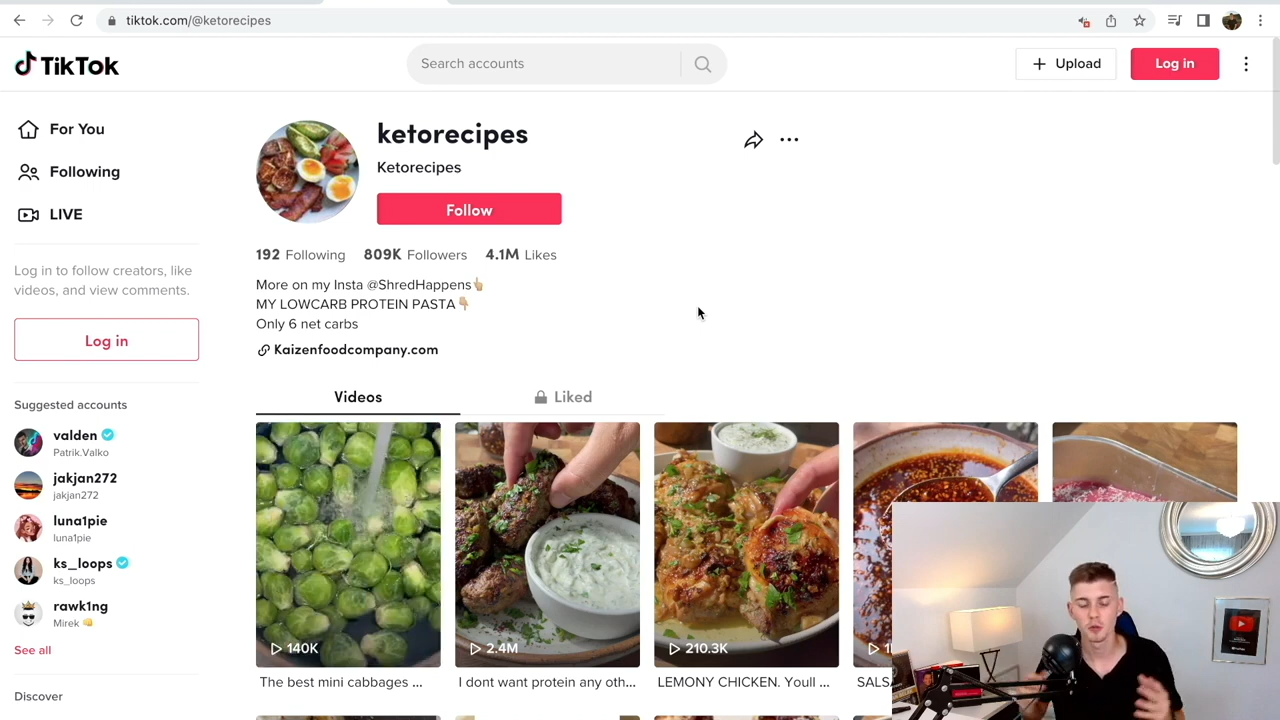 tiktok.com/@ketorecipes
TikTok
Search accounts
Upload
Log in
For You
Following
LIVE
Log in to follow creators, like
videos, and view comments.
Log in
Suggested accounts
valden
Patrik.Valko
jakjan272
jakjan272
luna1pie
luna1pie
ks_loops
ks_loops
rawk1ng
Mirek
See all
Discover
ketorecipes
Ketorecipes
Follow
192 Following 809K Followers 4.1M Likes
More on my Insta @ShredHappens👆🏼
MY LOWCARB PROTEIN PASTA👇🏼
Only 6 net carbs
Kaizenfoodcompany.com
Videos
Liked
140K
2.4M
210.3K
The best mini cabbages ...
I dont want protein any oth...
LEMONY CHICKEN. Youll ...